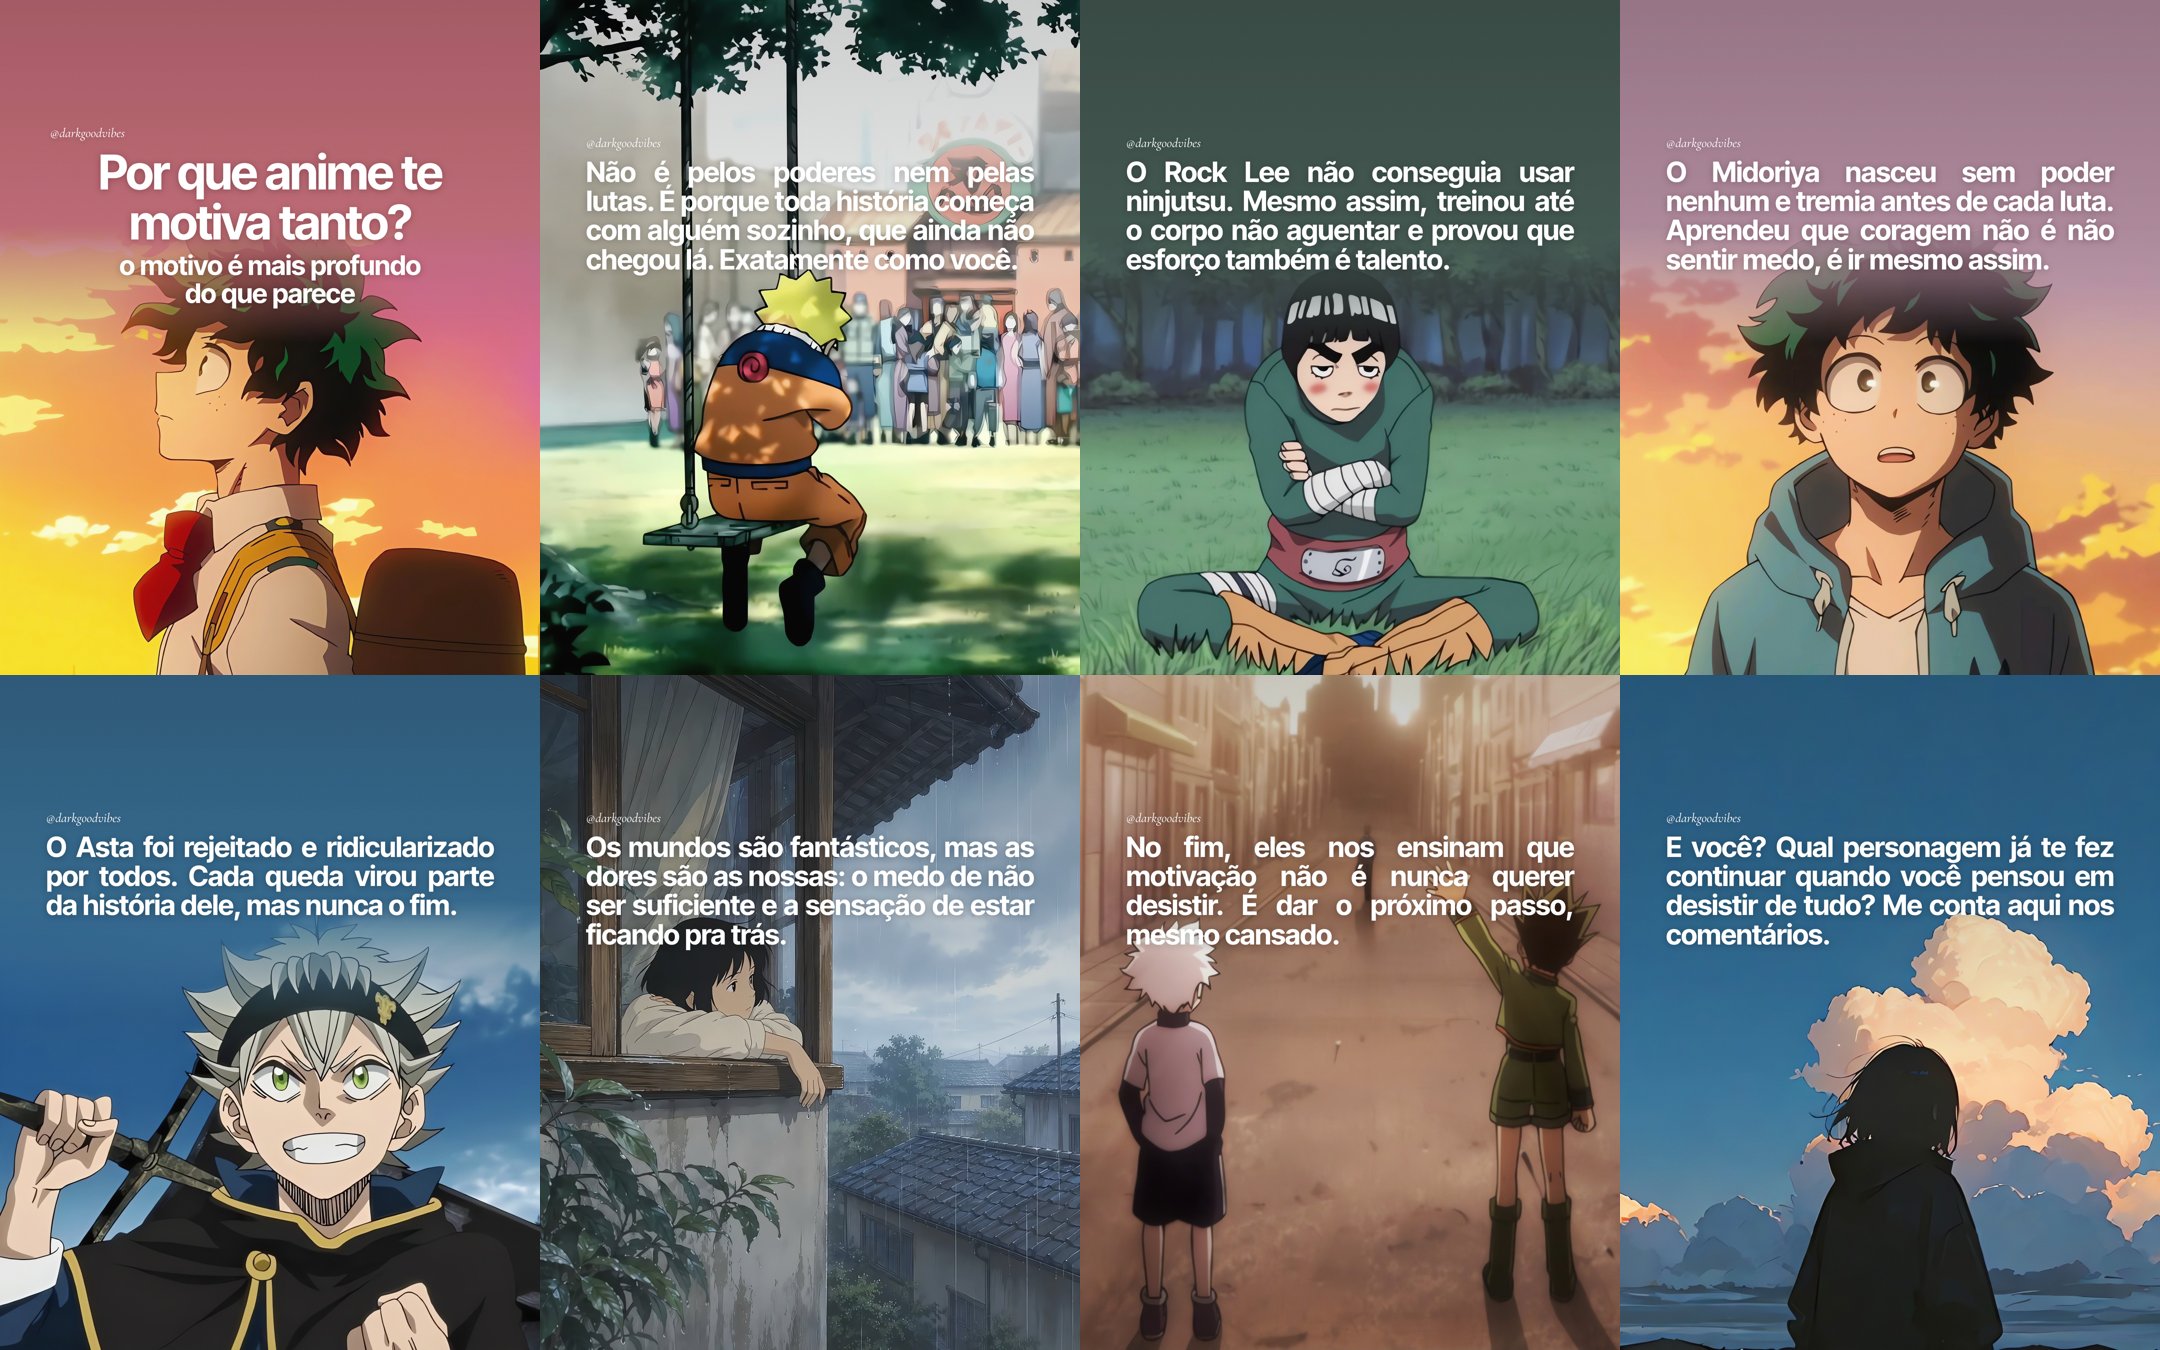 @darkgoodvibes
Por que anime te
motiva tanto?
o motivo é mais profundo
do que parece
@darkgoodvibes
Não é pelos poderes nem pelas
lutas. É porque toda história começa
com alguém sozinho, que ainda não
chegou lá. Exatamente como você.
@darkgoodvibes
O Rock Lee não conseguia usar
ninjutsu. Mesmo assim, treinou até
o corpo não aguentar e provou que
esforço também é talento.
@darkgoodvibes
O Midoriya nasceu sem poder
nenhum e tremia antes de cada luta.
Aprendeu que coragem não é não
sentir medo, é ir mesmo assim.
@darkgoodvibes
O Asta foi rejeitado e ridicularizado
por todos. Cada queda virou parte
da história dele, mas nunca o fim.
@darkgoodvibes
Os mundos são fantásticos, mas as
dores são as nossas: o medo de não
ser suficiente e a sensação de estar
ficando pra trás.
@darkgoodvibes
No fim, eles nos ensinam que
motivação não é nunca querer
desistir. É dar o próximo passo,
mesmo cansado.
@darkgoodvibes
E você? Qual personagem já te fez
continuar quando você pensou em
desistir de tudo? Me conta aqui nos
comentários.